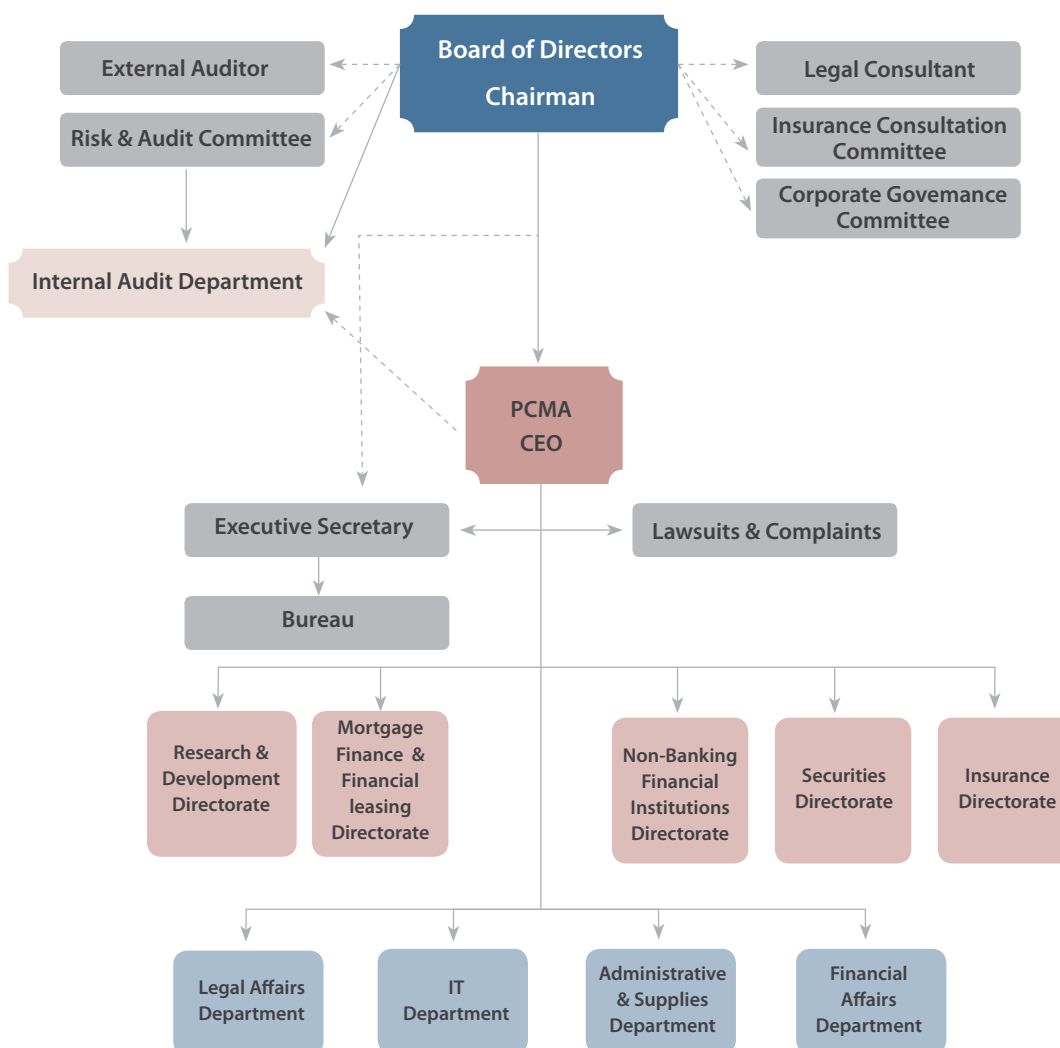 Board of Directors
Chairman
External Auditor
Risk & Audit Committee
Legal Consultant
Insurance Consultation
Committee
Corporate Govemance
Committee
Internal Audit Department
PCMA
CEO
Executive Secretary
Lawsuits & Complaints
Bureau
Research &
Development
Directorate
Mortgage
Finance &
Financial
leasing
Directorate
Non-Banking
Financial
Institutions
Directorate
Securities
Directorate
Insurance
Directorate
Legal Affairs
Department
IT
Department
Administrative
& Supplies
Department
Financial
Affairs
Department